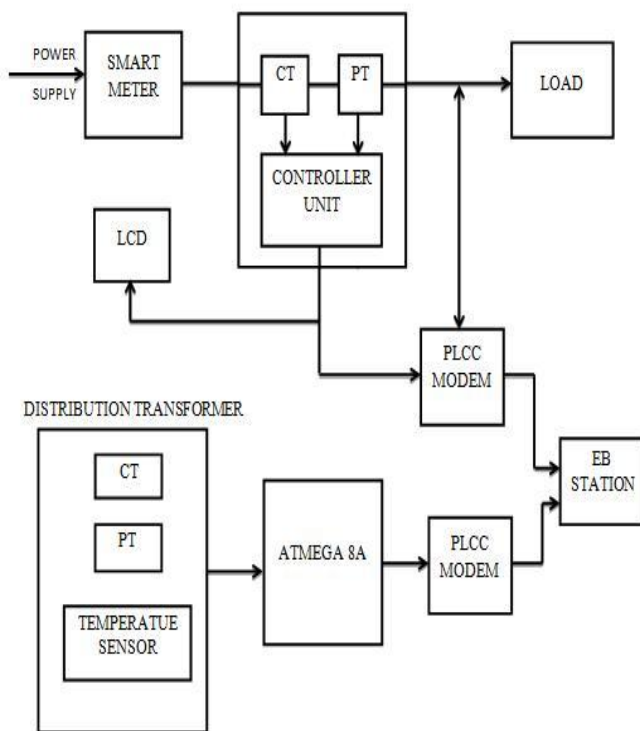 POWER
SUPPLY
SMART
METER
CT
PT
LOAD
CONTROLLER
UNIT
LCD
PLCC
MODEM
DISTRIBUTION TRANSFORMER
CT
PT
TEMPERATUE
SENSOR
ATMEGA 8A
PLCC
MODEM
EB
STATION